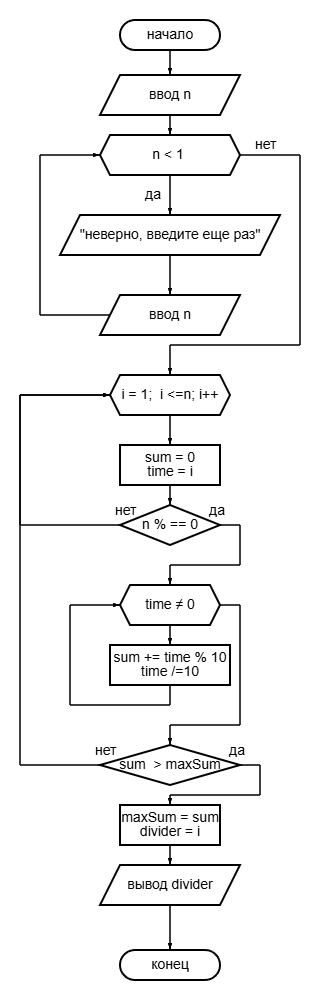 начало
ввод n
n < 1
нет
да
"неверно, введите еще раз"
ввод n
i = 1;  i <=n; i++
sum = 0
time = i
нет
n % == 0
да
time ≠ 0
sum += time % 10
time /=10
нет
sum  > maxSum
да
maxSum = sum
divider = i
вывод divider
конец